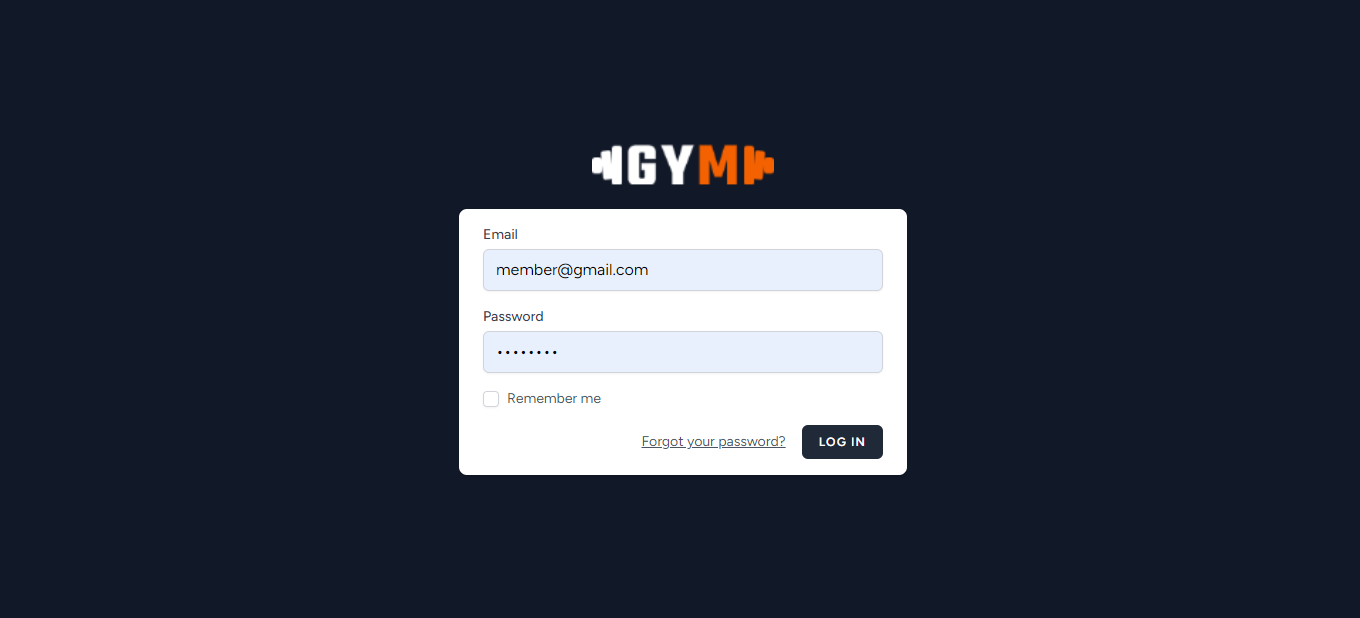 GYM
Email
member@gmail.com
Password
••••••••
Remember me
Forgot your password? LOG IN